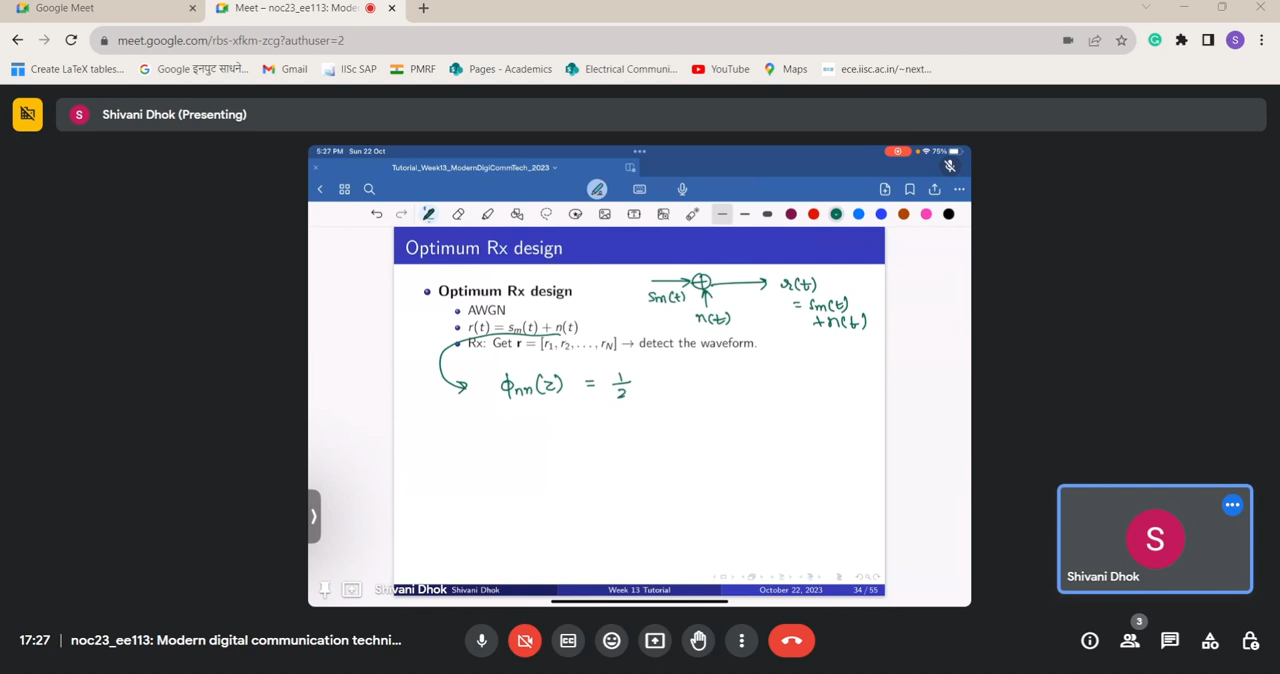 Google Meet
Meet – noc23_ee113: Mode
meet.google.com/rbs-xfkm-zcg?authuser=2
S
Create LaTeX tables...
Google इनपुट साधने...
Gmail
IISc SAP
PMRF
Pages - Academics
Electrical Communi...
YouTube
Maps
ece.iisc.ac.in/~next...
S
Shivani Dhok (Presenting)
5:27 PM Sun 22 Oct
75%
Tutorial_Week13_ModernDigiCommTech_2023
Optimum Rx design
Optimum Rx design
AWGN
r(t) = sm(t) + n(t)
Rx: Get r = [r1, r2, . . . , rN] → detect the waveform.
sm(t)
n(t)
r(t)
= sm(t)
+ n(t)
ϕnn(z) = 1/2
Shivani Dhok
Shivani Dhok
Week 13 Tutorial
October 22, 2023
34 / 55
S
Shivani Dhok
17:27 | noc23_ee113: Modern digital communication techni...
3